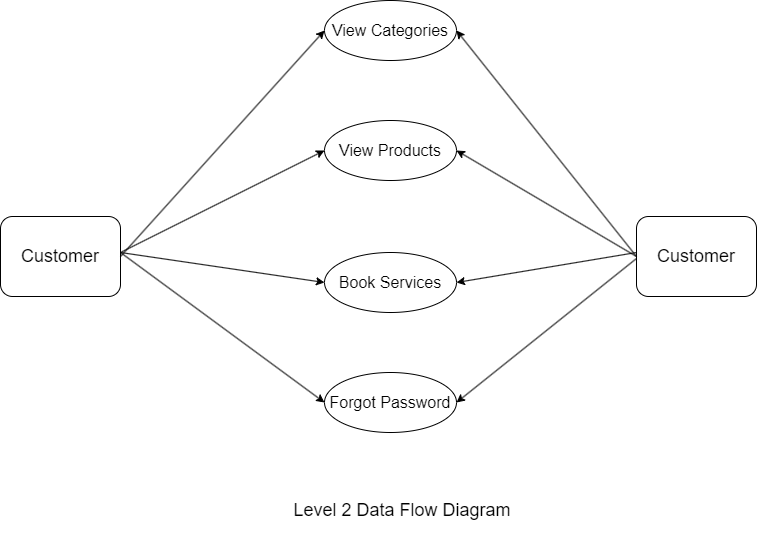 View Categories
View Products
Customer
Customer
Book Services
Forgot Password
Level 2 Data Flow Diagram